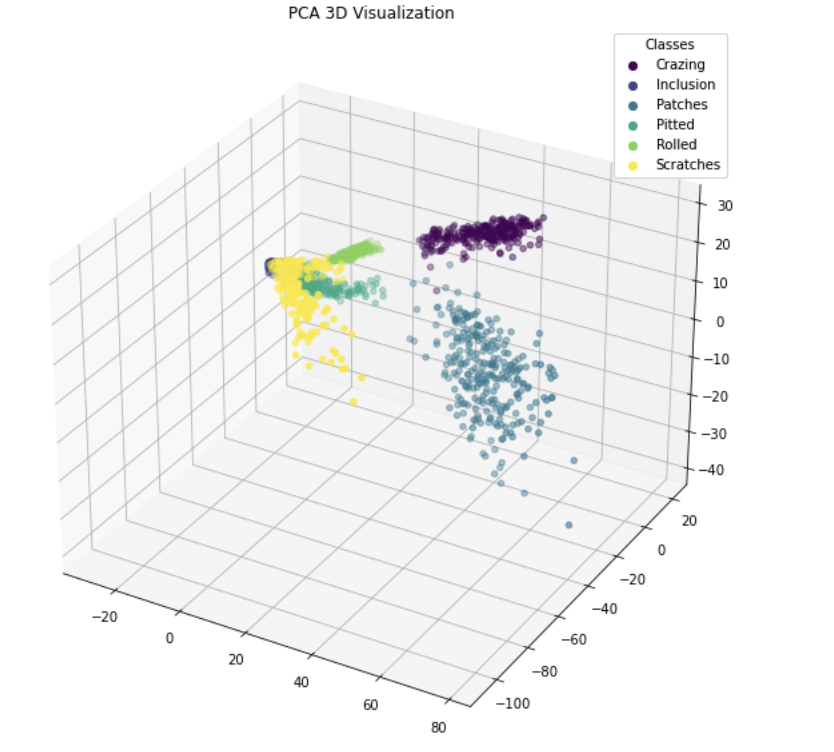 PCA 3D Visualization
Classes
Crazing
Inclusion
Patches
Pitted
Rolled
Scratches
30
20
10
0
−10
−20
−30
−40
20
0
−20
−40
−60
−80
−100
−20
0
20
40
60
80